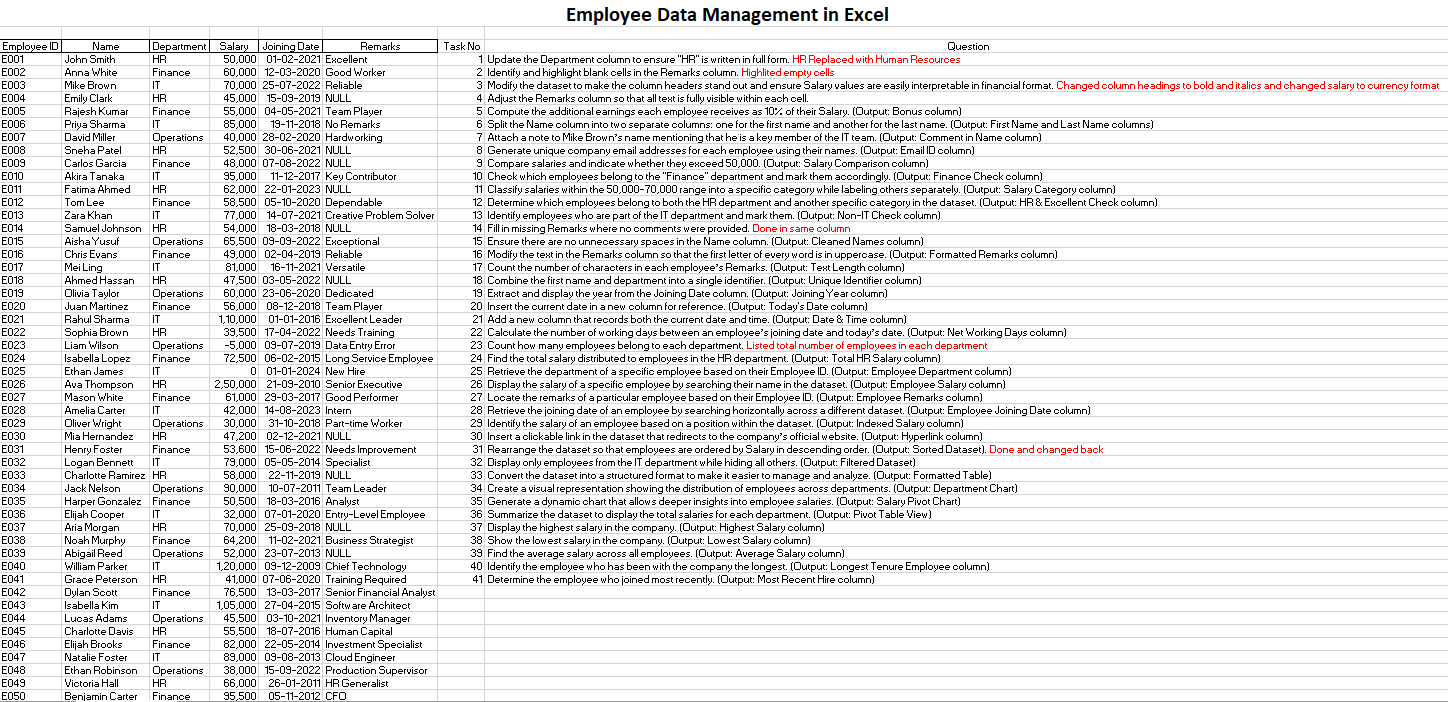 Employee Data Management in Excel
Employee ID Name Department Salary Joining Date Remarks Task No Question
E001 John Smith HR 50,000 01-02-2021 Excellent 1 Update the Department column to ensure "HR" is written in full form. HR Replaced with Human Resources
E002 Anna White Finance 60,000 12-03-2020 Good Worker 2 Identify and highlight blank cells in the Remarks column. Highlited empty cells
E003 Mike Brown IT 70,000 25-07-2022 Reliable 3 Modify the dataset to make the column headers stand out and ensure Salary values are easily interpretable in financial format. Changed column headings to bold and italics and changed salary to currency format
E004 Emily Clark HR 45,000 15-09-2019 NULL 4 Adjust the Remarks column so that all text is fully visible within each cell.
E005 Rajesh Kumar Finance 55,000 04-05-2021 Team Player 5 Compute the additional earnings each employee receives as 10% of their Salary. (Output: Bonus column)
E006 Priya Sharma IT 85,000 19-11-2018 No Remarks 6 Split the Name column into two separate columns: one for the first name and another for the last name. (Output: First Name and Last Name columns)
E007 David Miller Operations 40,000 28-02-2020 Hardworking 7 Attach a note to Mike Brown's name mentioning that he is a key member of the IT team. (Output: Comment in Name column)
E008 Sneha Patel HR 52,500 30-06-2021 NULL 8 Generate unique company email addresses for each employee using their names. (Output: Email ID column)
E009 Carlos Garcia Finance 48,000 07-08-2022 NULL 9 Compare salaries and indicate whether they exceed 50,000. (Output: Salary Comparison column)
E010 Akira Tanaka IT 95,000 11-12-2017 Key Contributor 10 Check which employees belong to the "Finance" department and mark them accordingly. (Output: Finance Check column)
E011 Fatima Ahmed HR 62,000 22-01-2023 NULL 11 Classify salaries within the 50,000-70,000 range into a specific category while labeling others separately. (Output: Salary Category column)
E012 Tom Lee Finance 58,500 05-10-2020 Dependable 12 Determine which employees belong to both the HR department and another specific category in the dataset. (Output: HR & Excellent Check column)
E013 Zara Khan IT 77,000 14-07-2021 Creative Problem Solver 13 Identify employees who are part of the IT department and mark them. (Output: Non-IT Check column)
E014 Samuel Johnson HR 54,000 18-03-2018 NULL 14 Fill in missing Remarks where no comments were provided. Done in same column
E015 Aisha Yusuf Operations 65,500 09-09-2022 Exceptional 15 Ensure there are no unnecessary spaces in the Name column. (Output: Cleaned Names column)
E016 Chris Evans Finance 49,000 02-04-2019 Reliable 16 Modify the text in the Remarks column so that the first letter of every word is in uppercase. (Output: Formatted Remarks column)
E017 Mei Ling IT 81,000 16-11-2021 Versatile 17 Count the number of characters in each employee's Remarks. (Output: Text Length column)
E018 Ahmed Hassan HR 47,500 03-05-2022 NULL 18 Combine the first name and department into a single identifier. (Output: Unique Identifier column)
E019 Olivia Taylor Operations 60,000 23-06-2020 Dedicated 19 Extract and display the year from the Joining Date column. (Output: Joining Year column)
E020 Juan Martinez Finance 56,000 08-12-2018 Team Player 20 Insert the current date in a new column for reference. (Output: Today's Date column)
E021 Rahul Sharma IT 1,10,000 01-01-2016 Excellent Leader 21 Add a new column that records both the current date and time. (Output: Date & Time column)
E022 Sophia Brown HR 39,500 17-04-2022 Needs Training 22 Calculate the number of working days between an employee's joining date and today's date. (Output: Net Working Days column)
E023 Liam Wilson Operations -5,000 09-07-2019 Data Entry Error 23 Count how many employees belong to each department. Listed total number of employees in each department
E024 Isabella Lopez Finance 72,500 06-02-2015 Long Service Employee 24 Find the total salary distributed to employees in the HR department. (Output: Total HR Salary column)
E025 Ethan James IT 0 01-01-2024 New Hire 25 Retrieve the department of a specific employee based on their Employee ID. (Output: Employee Department column)
E026 Ava Thompson HR 2,50,000 21-09-2010 Senior Executive 26 Display the salary of a specific employee by searching their name in the dataset. (Output: Employee Salary column)
E027 Mason White Finance 61,000 29-03-2017 Good Performer 27 Locate the remarks of a particular employee based on their Employee ID. (Output: Employee Remarks column)
E028 Amelia Carter IT 42,000 14-08-2023 Intern 28 Retrieve the joining date of an employee by searching horizontally across a different dataset. (Output: Employee Joining Date column)
E029 Oliver Wright Operations 30,000 31-10-2018 Part-time Worker 29 Identify the salary of an employee based on a position within the dataset. (Output: Indexed Salary column)
E030 Mia Hernandez HR 47,200 02-12-2021 NULL 30 Insert a clickable link in the dataset that redirects to the company's official website. (Output: Hyperlink column)
E031 Henry Foster Finance 53,600 15-06-2022 Needs Improvement 31 Rearrange the dataset so that employees are ordered by Salary in descending order. (Output: Sorted Dataset). Done and changed back
E032 Logan Bennett IT 79,000 05-05-2014 Specialist 32 Display only employees from the IT department while hiding all others. (Output: Filtered Dataset)
E033 Charlotte Ramirez HR 58,000 22-11-2019 NULL 33 Convert the dataset into a structured format to make it easier to manage and analyze. (Output: Formatted Table)
E034 Jack Nelson Operations 90,000 10-07-2011 Team Leader 34 Create a visual representation showing the distribution of employees across departments. (Output: Department Chart)
E035 Harper Gonzalez Finance 50,500 18-03-2016 Analyst 35 Generate a dynamic chart that allows deeper insights into employee salaries. (Output: Salary Pivot Chart)
E036 Elijah Cooper IT 32,000 07-01-2020 Entry-Level Employee 36 Summarize the dataset to display the total salaries for each department. (Output: Pivot Table View)
E037 Aria Morgan HR 70,000 25-09-2018 NULL 37 Display the highest salary in the company. (Output: Highest Salary column)
E038 Noah Murphy Finance 64,200 11-02-2021 Business Strategist 38 Show the lowest salary in the company. (Output: Lowest Salary column)
E039 Abigail Reed Operations 52,000 23-07-2013 NULL 39 Find the average salary across all employees. (Output: Average Salary column)
E040 William Parker IT 1,20,000 09-12-2009 Chief Technology 40 Identify the employee who has been with the company the longest. (Output: Longest Tenure Employee column)
E041 Grace Peterson HR 41,000 07-06-2020 Training Required 41 Determine the employee who joined most recently. (Output: Most Recent Hire column)
E042 Dylan Scott Finance 76,500 13-03-2017 Senior Financial Analyst
E043 Isabella Kim IT 1,05,000 27-04-2015 Software Architect
E044 Lucas Adams Operations 45,500 03-10-2021 Inventory Manager
E045 Charlotte Davis HR 55,500 18-07-2016 Human Capital
E046 Elijah Brooks Finance 82,000 22-05-2014 Investment Specialist
E047 Natalie Foster IT 89,000 09-08-2013 Cloud Engineer
E048 Ethan Robinson Operations 38,000 15-09-2022 Production Supervisor
E049 Victoria Hall HR 66,000 26-01-2011 HR Generalist
E050 Benjamin Carter Finance 95,500 05-11-2012 CFO